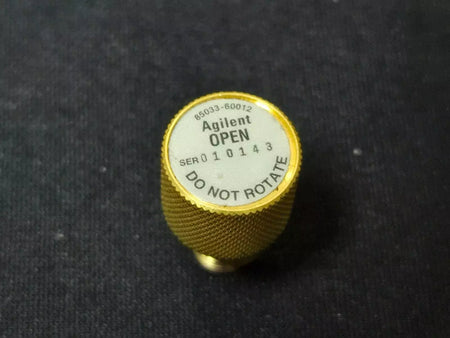 85033-60012
Agilent
OPEN
SER 010143
DO NOT ROTATE